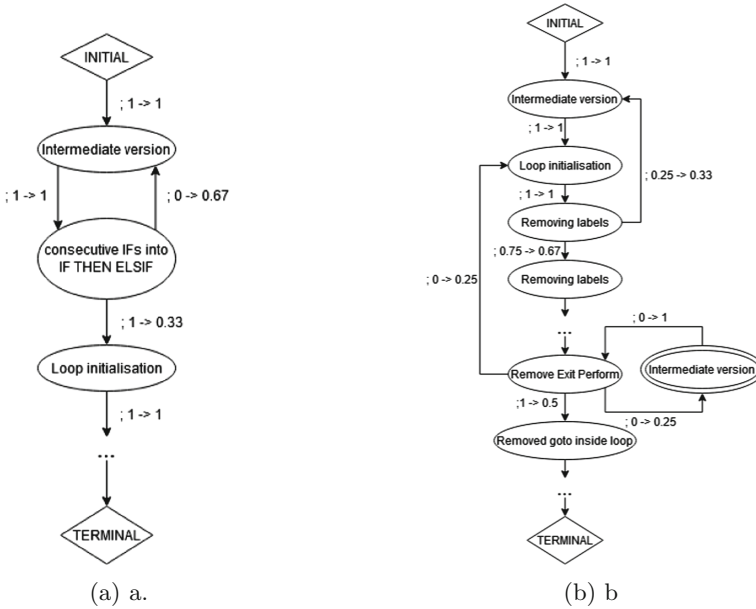 INITIAL
; 1 -> 1
Intermediate version
; 1 -> 1
; 0 -> 0.67
consecutive IFs into
IF THEN ELSIF
; 1 -> 0.33
Loop initialisation
; 1 -> 1
...
TERMINAL
(a) a.
INITIAL
; 1 -> 1
Intermediate version
; 1 -> 1
Loop initialisation
; 1 -> 1
; 0.25 -> 0.33
Removing labels
; 0.75 -> 0.67
Removing labels
; 0 -> 0.25
...
; 0 -> 1
Remove Exit Perform
Intermediate version
;1 -> 0.5
; 0 -> 0.25
Removed goto inside loop
...
TERMINAL
(b) b